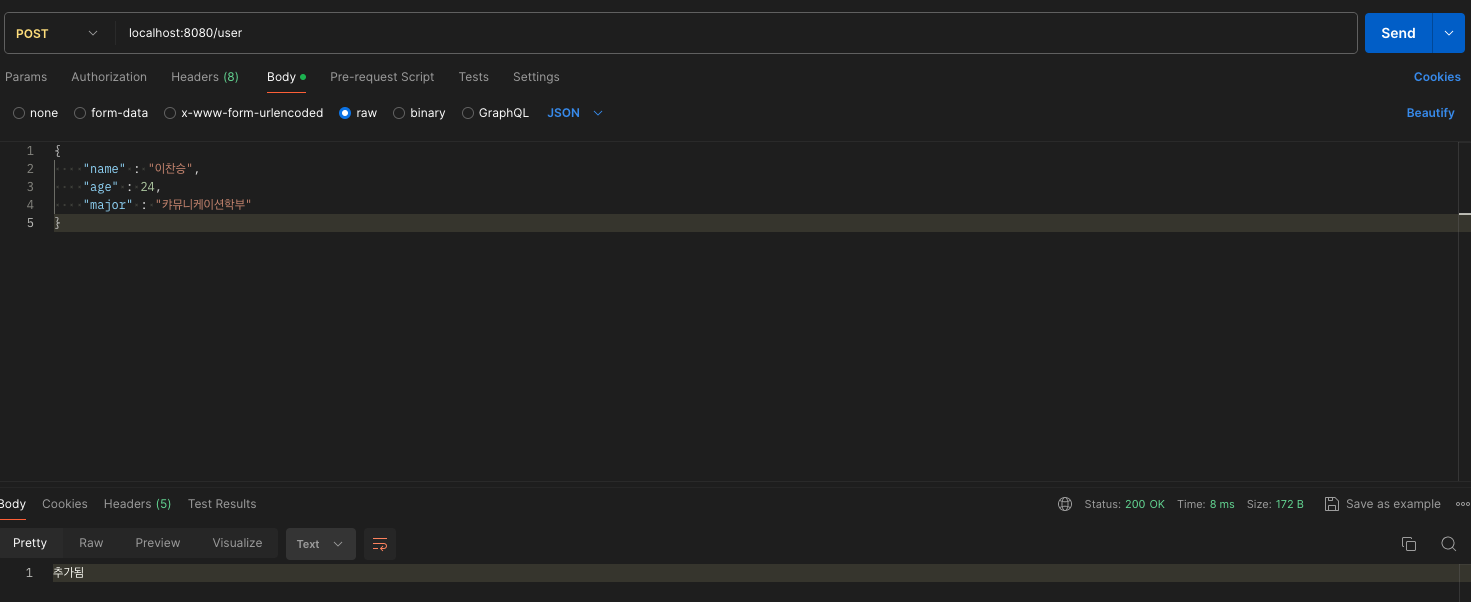 POST localhost:8080/user Send
Params Authorization Headers (8) Body Pre-request Script Tests Settings Cookies
none form-data x-www-form-urlencoded raw binary GraphQL JSON Beautify
1 {
2 "name" : "이찬승",
3 "age" : 24,
4 "major" : "카뮤니케이션학부"
5 }
Body Cookies Headers (5) Test Results Status: 200 OK Time: 8 ms Size: 172 B Save as example
Pretty Raw Preview Visualize Text
1 추가됨